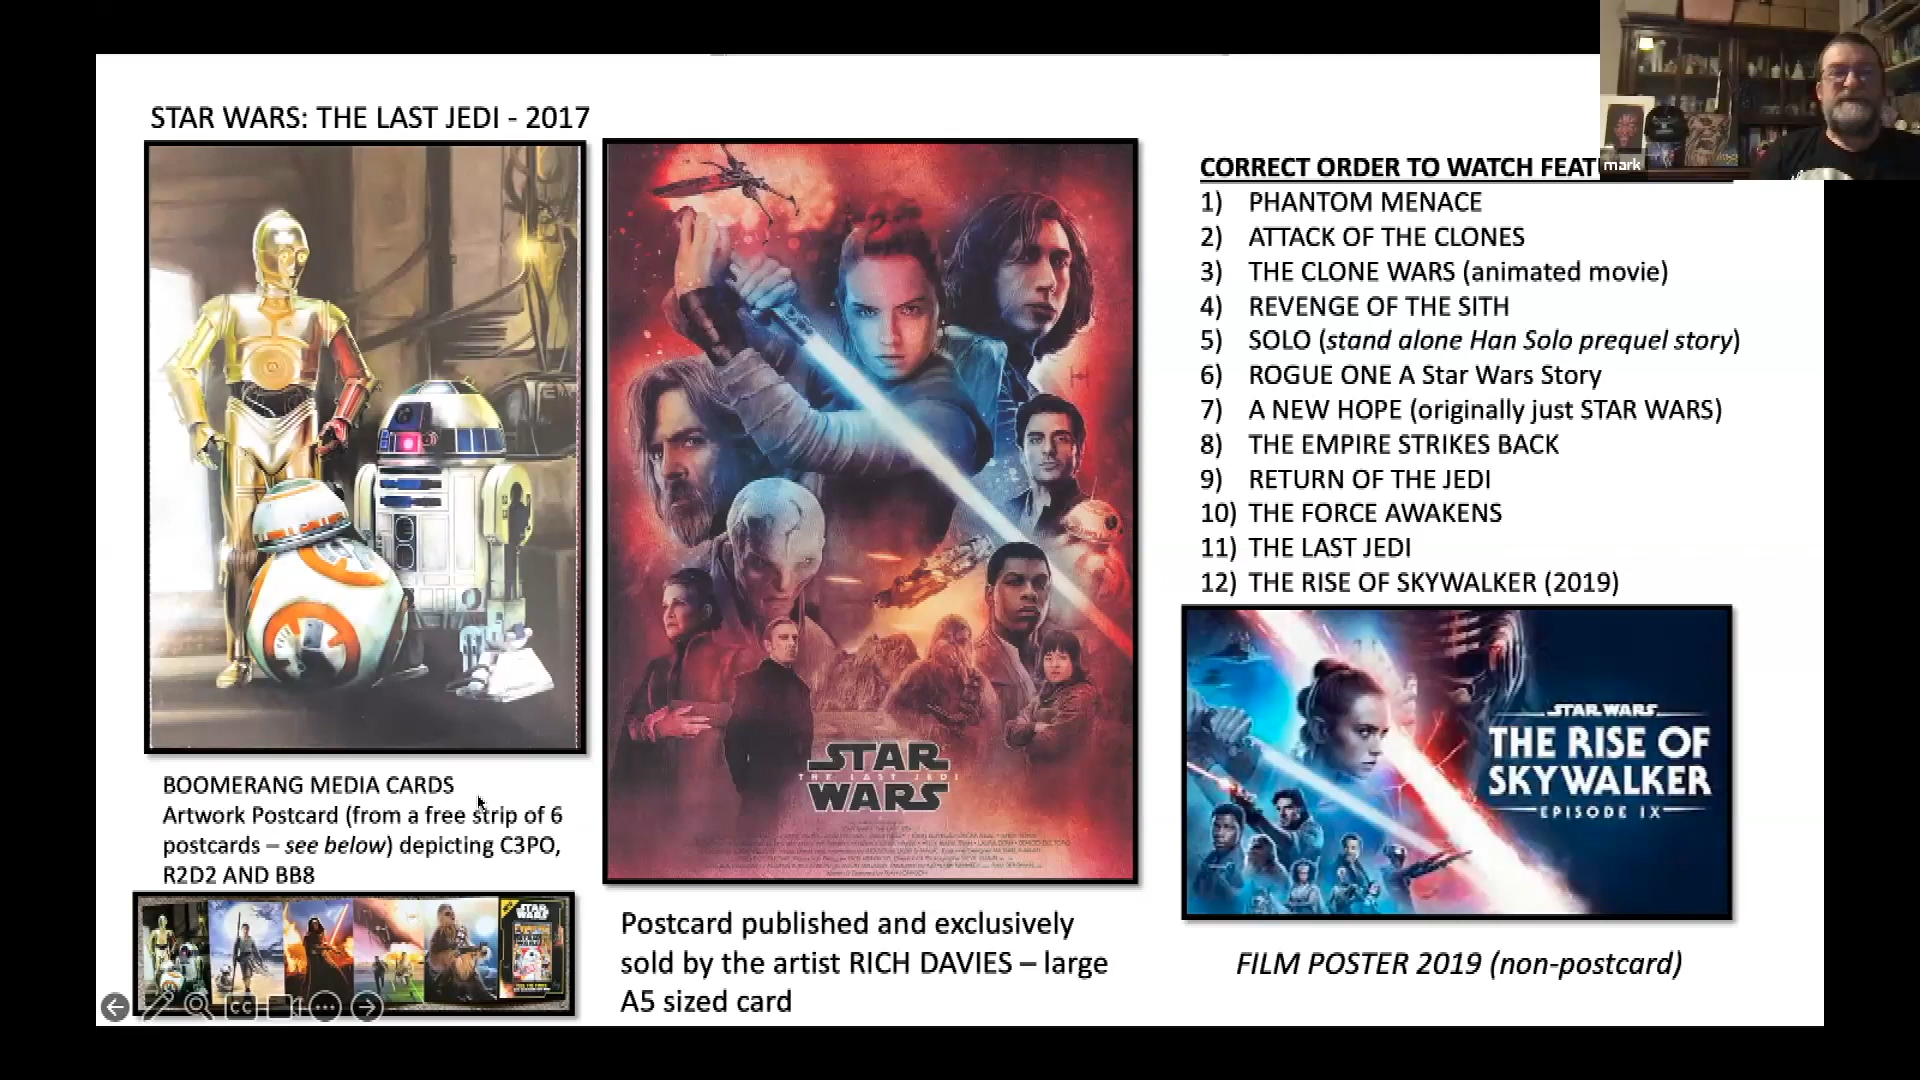 STAR WARS: THE LAST JEDI - 2017
BOOMERANG MEDIA CARDS
Artwork Postcard (from a free strip of 6
postcards – see below) depicting C3PO,
R2D2 AND BB8
STAR
WARS
CC
STAR
THE LAST JEDI
WARS
Postcard published and exclusively
sold by the artist RICH DAVIES – large
A5 sized card
mark
CORRECT ORDER TO WATCH FEAT
1) PHANTOM MENACE
2) ATTACK OF THE CLONES
3) THE CLONE WARS (animated movie)
4) REVENGE OF THE SITH
5) SOLO (stand alone Han Solo prequel story)
6) ROGUE ONE A Star Wars Story
7) A NEW HOPE (originally just STAR WARS)
8) THE EMPIRE STRIKES BACK
9) RETURN OF THE JEDI
10) THE FORCE AWAKENS
11) THE LAST JEDI
12) THE RISE OF SKYWALKER (2019)
STAR WARS
THE RISE OF
SKYWALKER
EPISODE IX
FILM POSTER 2019 (non-postcard)